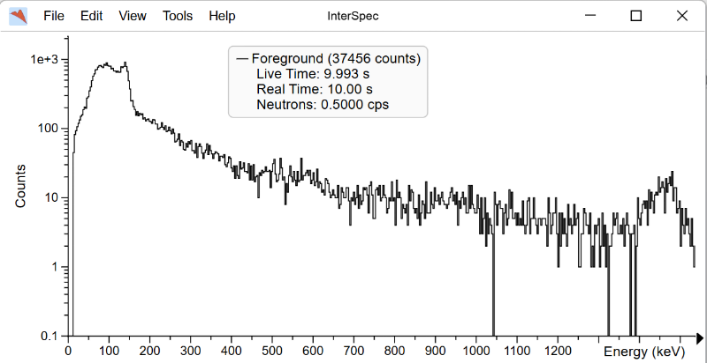 File Edit View Tools Help InterSpec
Foreground (37456 counts)
Live Time: 9.993 s
Real Time: 10.00 s
Neutrons: 0.5000 cps
1e+3
100
10
1
0.1
Counts
0 100 200 300 400 500 600 700 800 900 1000 1100 1200 Energy (keV)